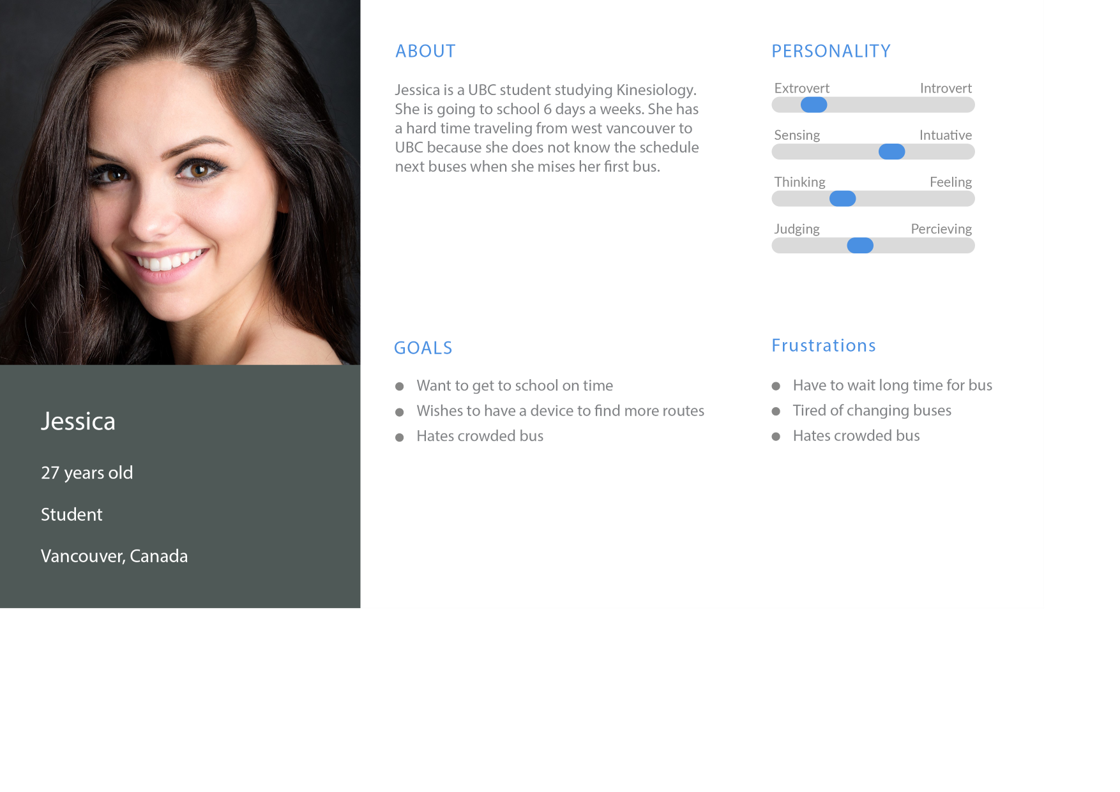 ABOUT
Jessica is a UBC student studying Kinesiology.
She is going to school 6 days a weeks. She has
a hard time traveling from west vancouver to
UBC because she does not know the schedule
next buses when she mises her first bus.
PERSONALITY
Extrovert Introvert
Sensing Intuative
Thinking Feeling
Judging Percieving
GOALS
Want to get to school on time
Wishes to have a device to find more routes
Hates crowded bus
Frustrations
Have to wait long time for bus
Tired of changing buses
Hates crowded bus
Jessica
27 years old
Student
Vancouver, Canada